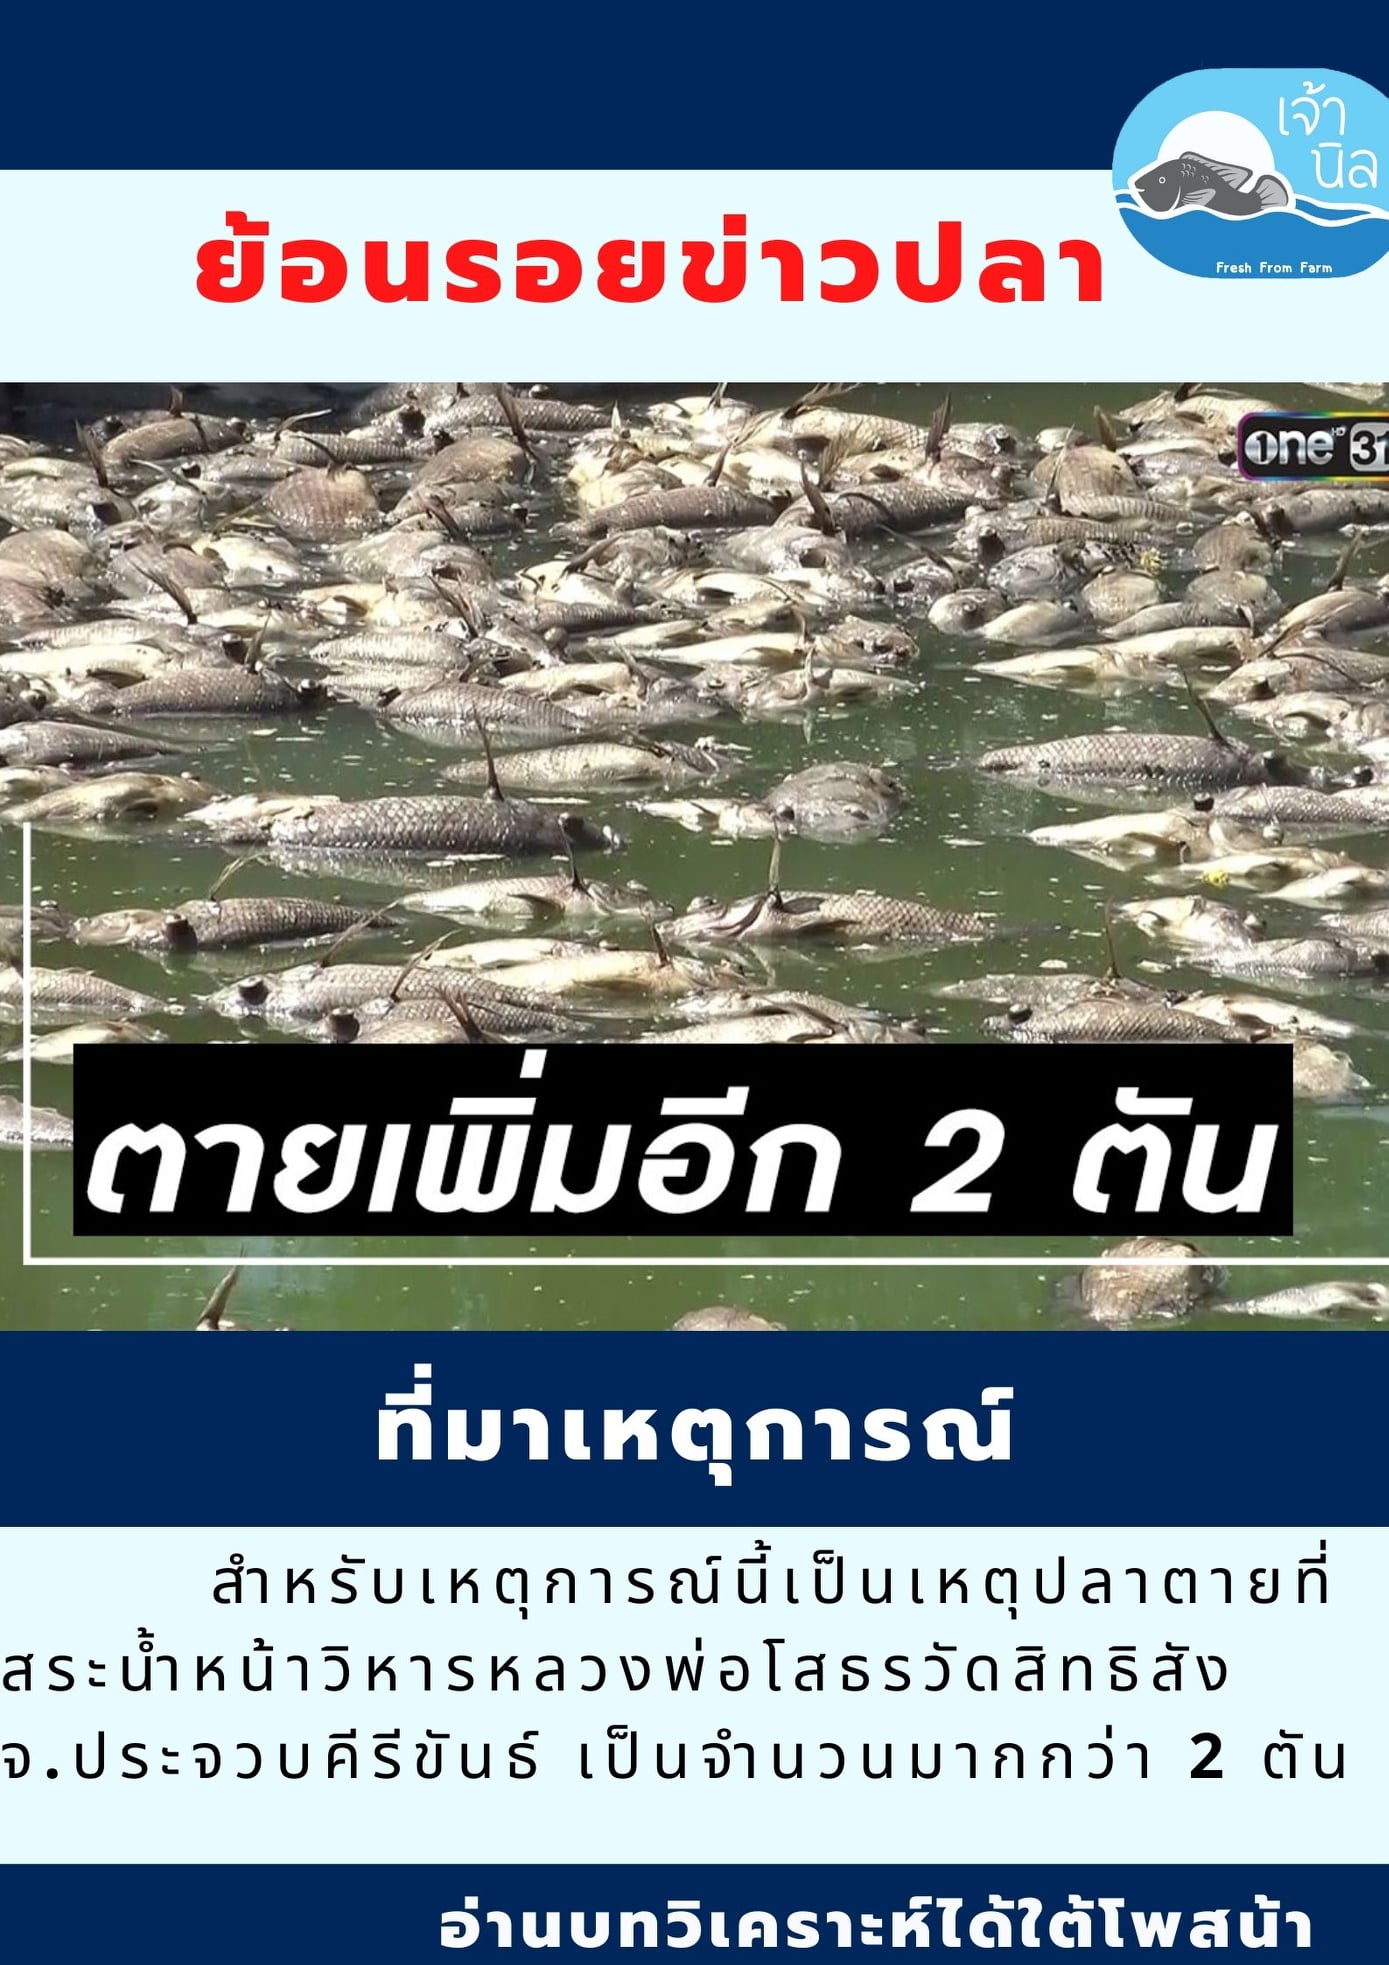 เจ้า
นิล
Fresh From Farm
ย้อนรอยข่าวปลา
one HD 31
ตายเพิ่มอีก 2 ตัน
ที่มาเหตุการณ์
สำหรับเหตุการณ์นี้เป็นเหตุปลาตายที่
สระน้ำหน้าวิหารหลวงพ่อโสธรวัดสิทธิสัง
จ.ประจวบคีรีขันธ์ เป็นจำนวนมากกว่า 2 ตัน
อ่านบทวิเคราะห์ได้ใต้โพสน้า